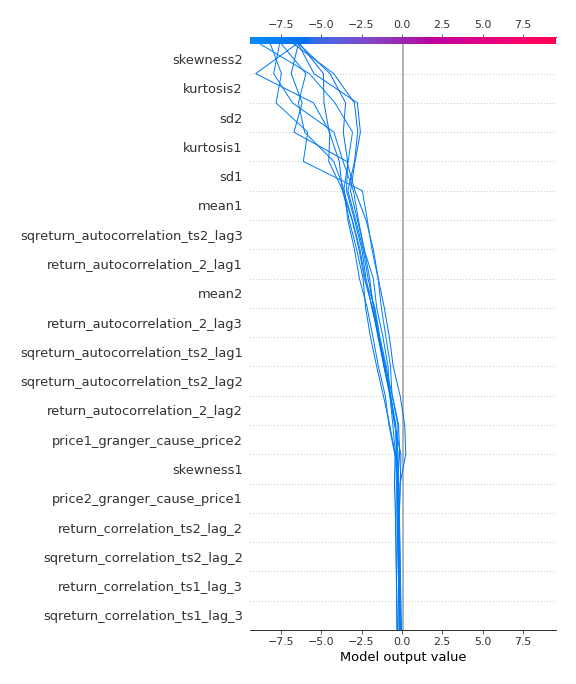 −7.5 −5.0 −2.5 0.0 2.5 5.0 7.5
skewness2
kurtosis2
sd2
kurtosis1
sd1
mean1
sqreturn_autocorrelation_ts2_lag3
return_autocorrelation_2_lag1
mean2
return_autocorrelation_2_lag3
sqreturn_autocorrelation_ts2_lag1
sqreturn_autocorrelation_ts2_lag2
return_autocorrelation_2_lag2
price1_granger_cause_price2
skewness1
price2_granger_cause_price1
return_correlation_ts2_lag_2
sqreturn_correlation_ts2_lag_2
return_correlation_ts1_lag_3
sqreturn_correlation_ts1_lag_3
−7.5 −5.0 −2.5 0.0 2.5 5.0 7.5
Model output value